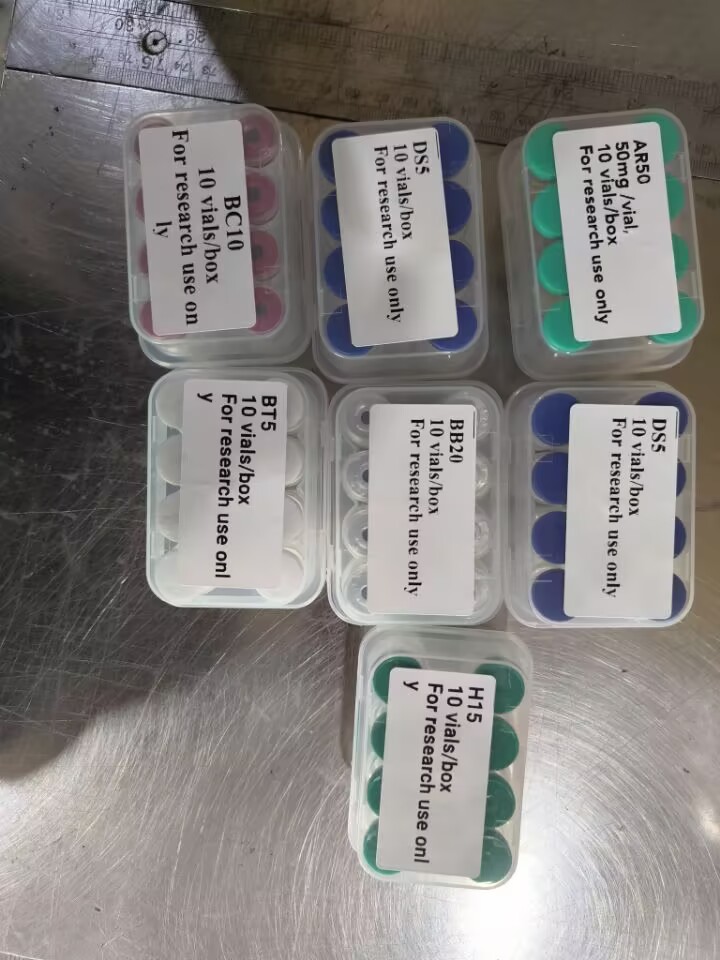 BC10
10 vials/box
For research use on
ly
DS5
10 vials/box
For research use only
AR50
50mg /vial,
10 vials/box
For research use only
BT5
10 vials/box
For research use onl
y
BB20
10 vials/box
For research use only
DS5
10 vials/box
For research use only
H15
10 vials/box
For research use onl
y